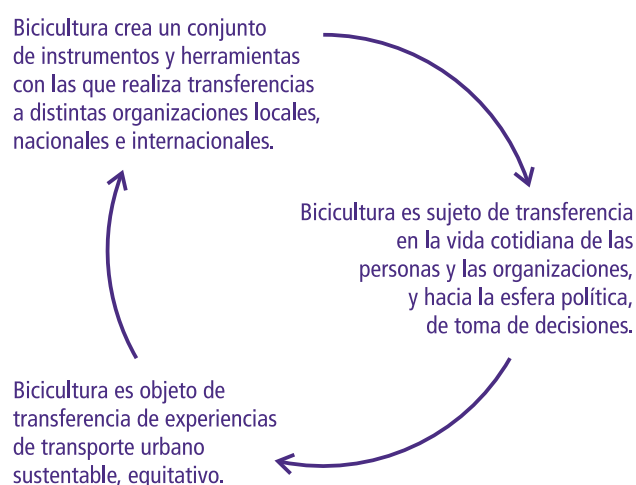 Bicicultura crea un conjunto
de instrumentos y herramientas
con las que realiza transferencias
a distintas organizaciones locales,
nacionales e internacionales.
Bicicultura es sujeto de transferencia
en la vida cotidiana de las
personas y las organizaciones,
y hacia la esfera política,
de toma de decisiones.
Bicicultura es objeto de
transferencia de experiencias
de transporte urbano
sustentable, equitativo.